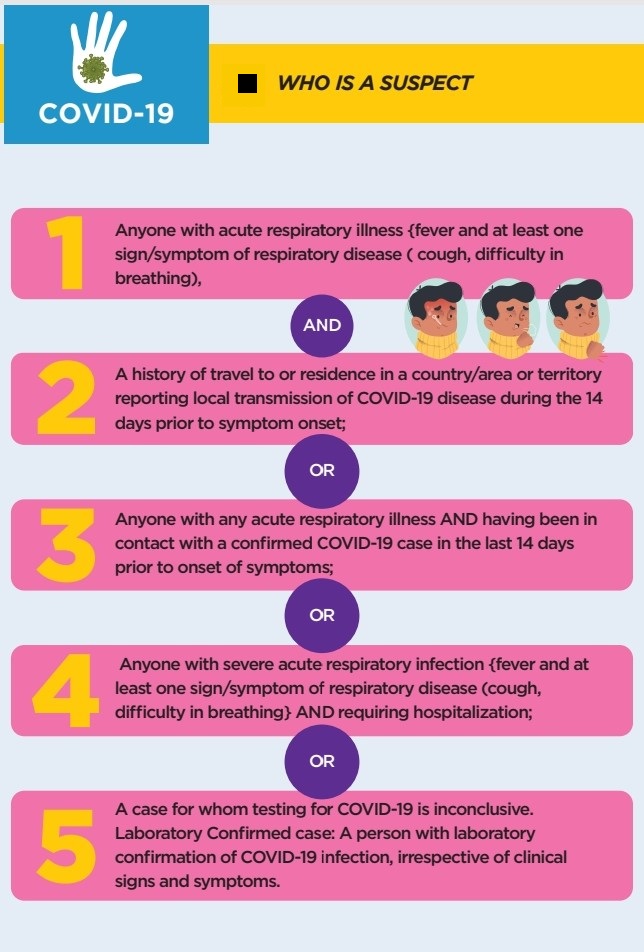 COVID-19
WHO IS A SUSPECT
1
Anyone with acute respiratory illness {fever and at least one
sign/symptom of respiratory disease ( cough, difficulty in
breathing),
AND
2
A history of travel to or residence in a country/area or territory
reporting local transmission of COVID-19 disease during the 14
days prior to symptom onset;
OR
3
Anyone with any acute respiratory illness AND having been in
contact with a confirmed COVID-19 case in the last 14 days
prior to onset of symptoms;
OR
4
Anyone with severe acute respiratory infection {fever and at
least one sign/symptom of respiratory disease (cough,
difficulty in breathing} AND requiring hospitalization;
OR
5
A case for whom testing for COVID-19 is inconclusive.
Laboratory Confirmed case: A person with laboratory
confirmation of COVID-19 infection, irrespective of clinical
signs and symptoms.